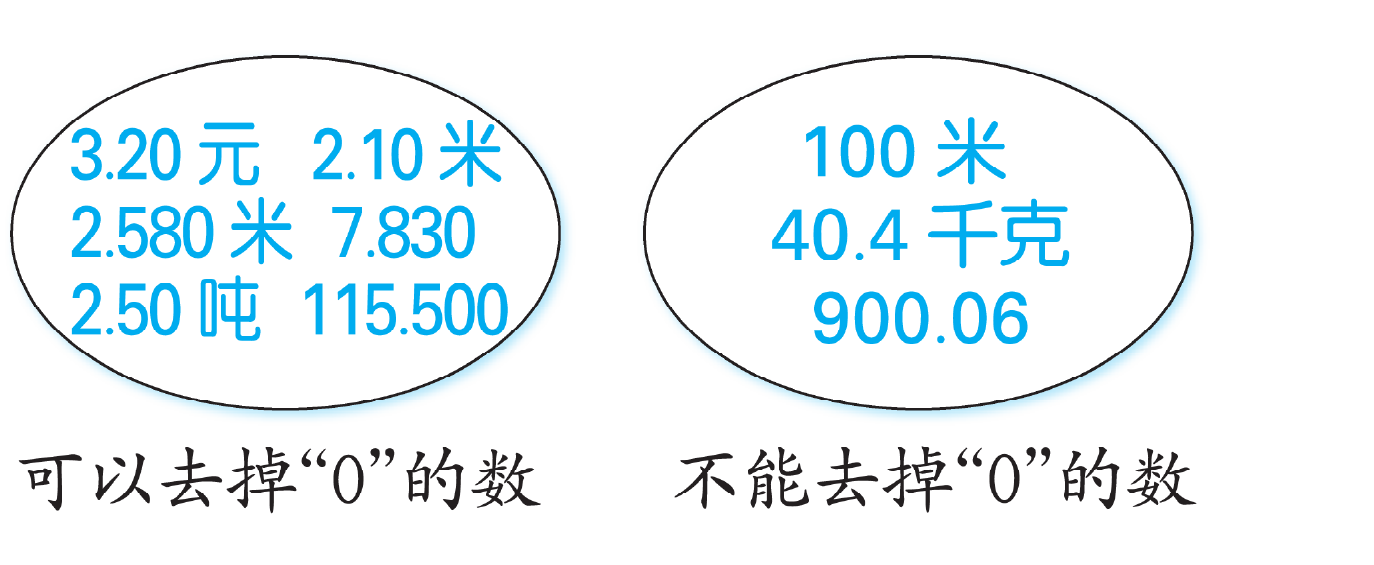 3.20 元 2.10 米
2.580 米 7.830
2.50 吨 115.500
可以去掉“0”的数
100 米
40.4 千克
900.06
不能去掉“0”的数